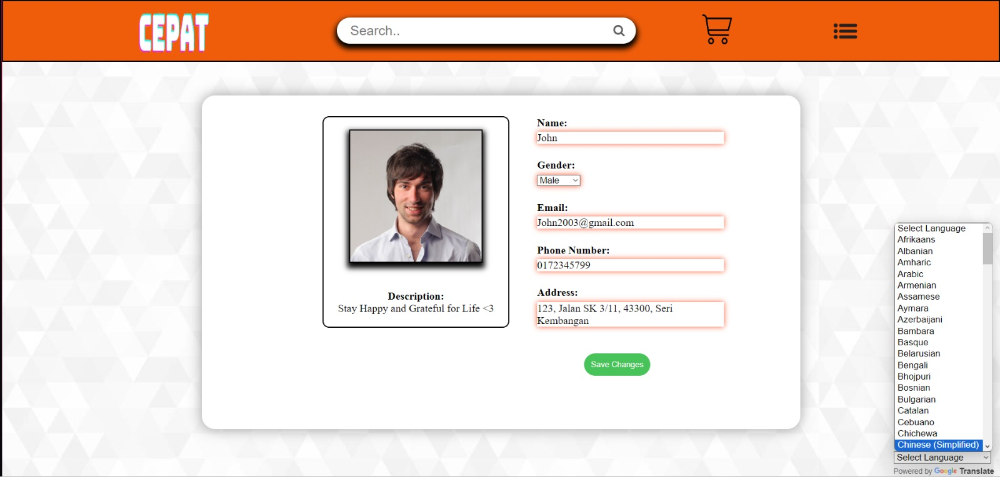 CEPAT
Search..
Name:
John
Gender:
Male
Email:
John2003@gmail.com
Phone Number:
0172345799
Address:
123, Jalan SK 3/11, 43300, Seri
Kembangan
Description:
Stay Happy and Grateful for Life <3
Save Changes
Select Language
Afrikaans
Albanian
Amharic
Arabic
Armenian
Assamese
Aymara
Azerbaijani
Bambara
Basque
Belarusian
Bengali
Bhojpuri
Bosnian
Bulgarian
Catalan
Cebuano
Chichewa
Chinese (Simplified)
Select Language
Powered by Google Translate